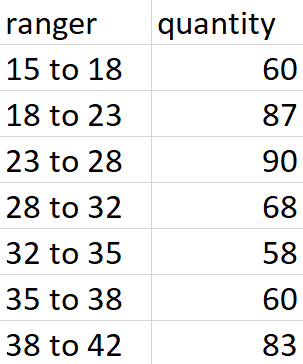 ranger quantity
15 to 18 60
18 to 23 87
23 to 28 90
28 to 32 68
32 to 35 58
35 to 38 60
38 to 42 83